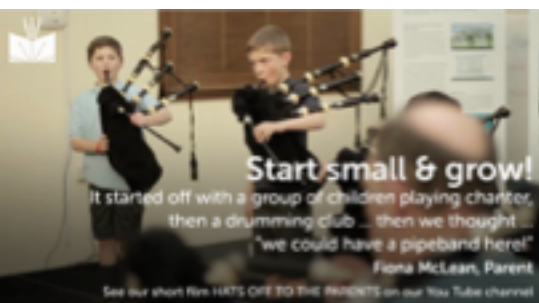 Start small & grow!
It started off with a group of children playing chanter,
then a drumming club ... then we thought ...
"we could have a pipeband here!"
Fiona McLean, Parent
See our short film HATS OFF TO THE PARENTS on our You Tube channel